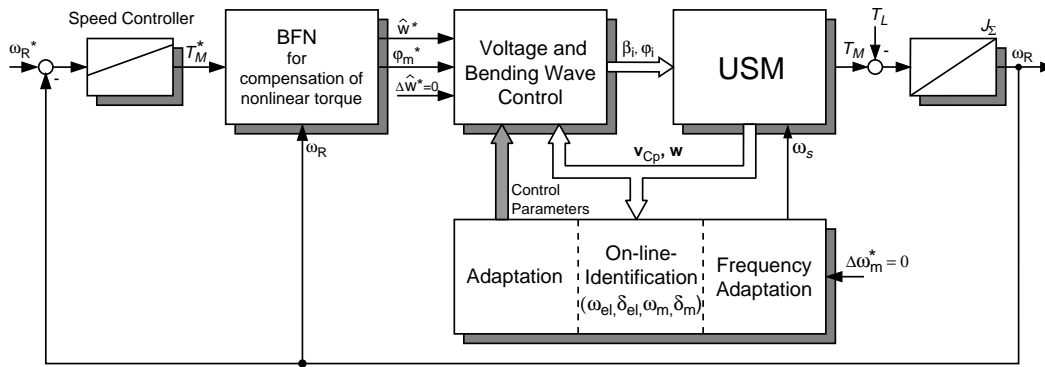 Speed Controller
ω_R*
-
T_M*
BFN
for
compensation of
nonlinear torque
ŵ*
φ_m*
Δŵ*=0
ω_R
Voltage and
Bending Wave
Control
β_i, φ_i
USM
T_M
T_L
-
J_Σ
ω_R
v_Cp, w
ω_s
Control
Parameters
Adaptation
On-line-
Identification
(ω_el,δ_el,ω_m,δ_m)
Frequency
Adaptation
Δω_m* = 0